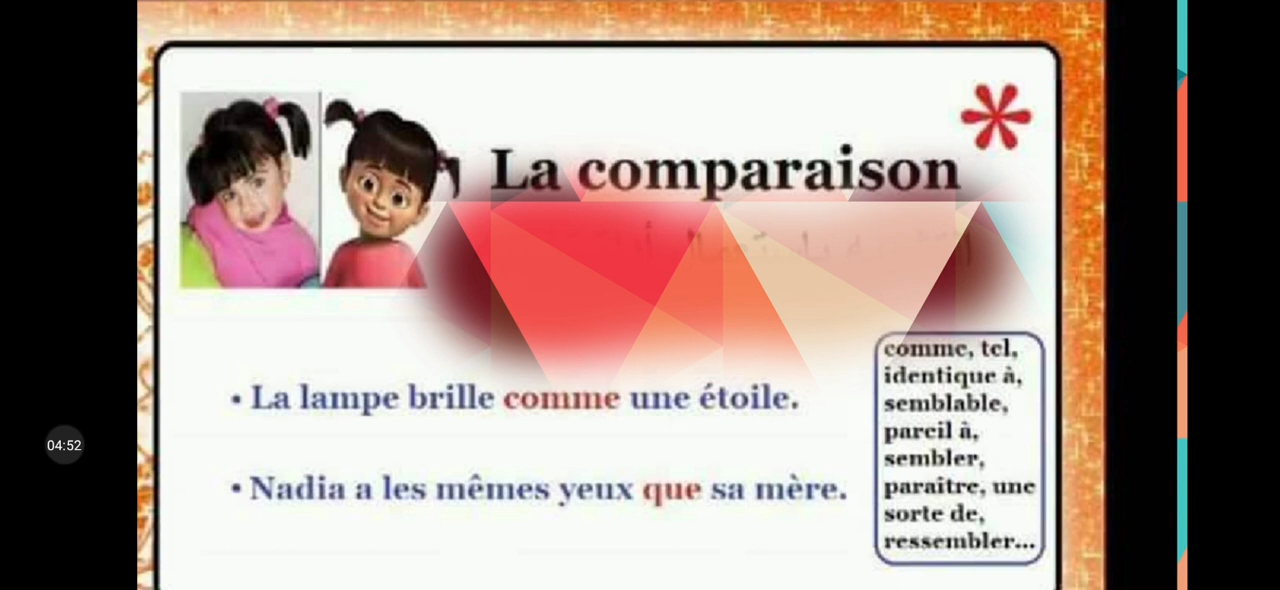 La comparaison
• La lampe brille comme une étoile.
• Nadia a les mêmes yeux que sa mère.
comme, tel,
identique à,
semblable,
pareil à,
sembler,
paraître, une
sorte de,
ressembler...
04:52